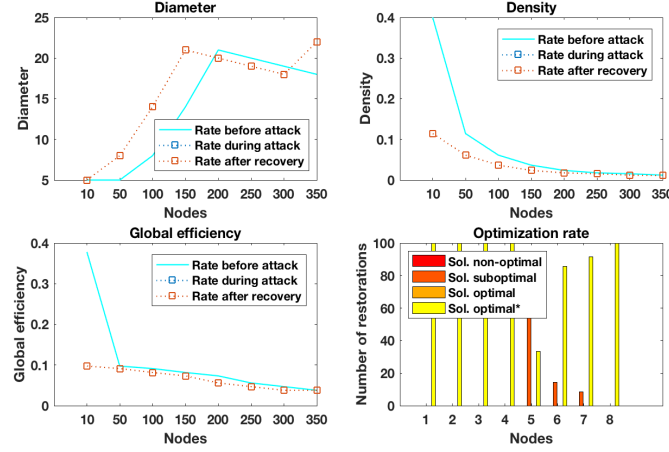 Diameter
25
20
15
10
5
Diameter
Rate before attack
Rate during attack
Rate after recovery
10 50 100 150 200 250 300 350
Nodes
Density
0.4
0.3
0.2
0.1
0
Density
Rate before attack
Rate during attack
Rate after recovery
10 50 100 150 200 250 300 350
Nodes
Global efficiency
0.4
0.3
0.2
0.1
0
Global efficiency
Rate before attack
Rate during attack
Rate after recovery
10 50 100 150 200 250 300 350
Nodes
Optimization rate
100
80
60
40
20
0
Number of restorations
Sol. non-optimal
Sol. suboptimal
Sol. optimal
Sol. optimal*
1 2 3 4 5 6 7 8
Nodes